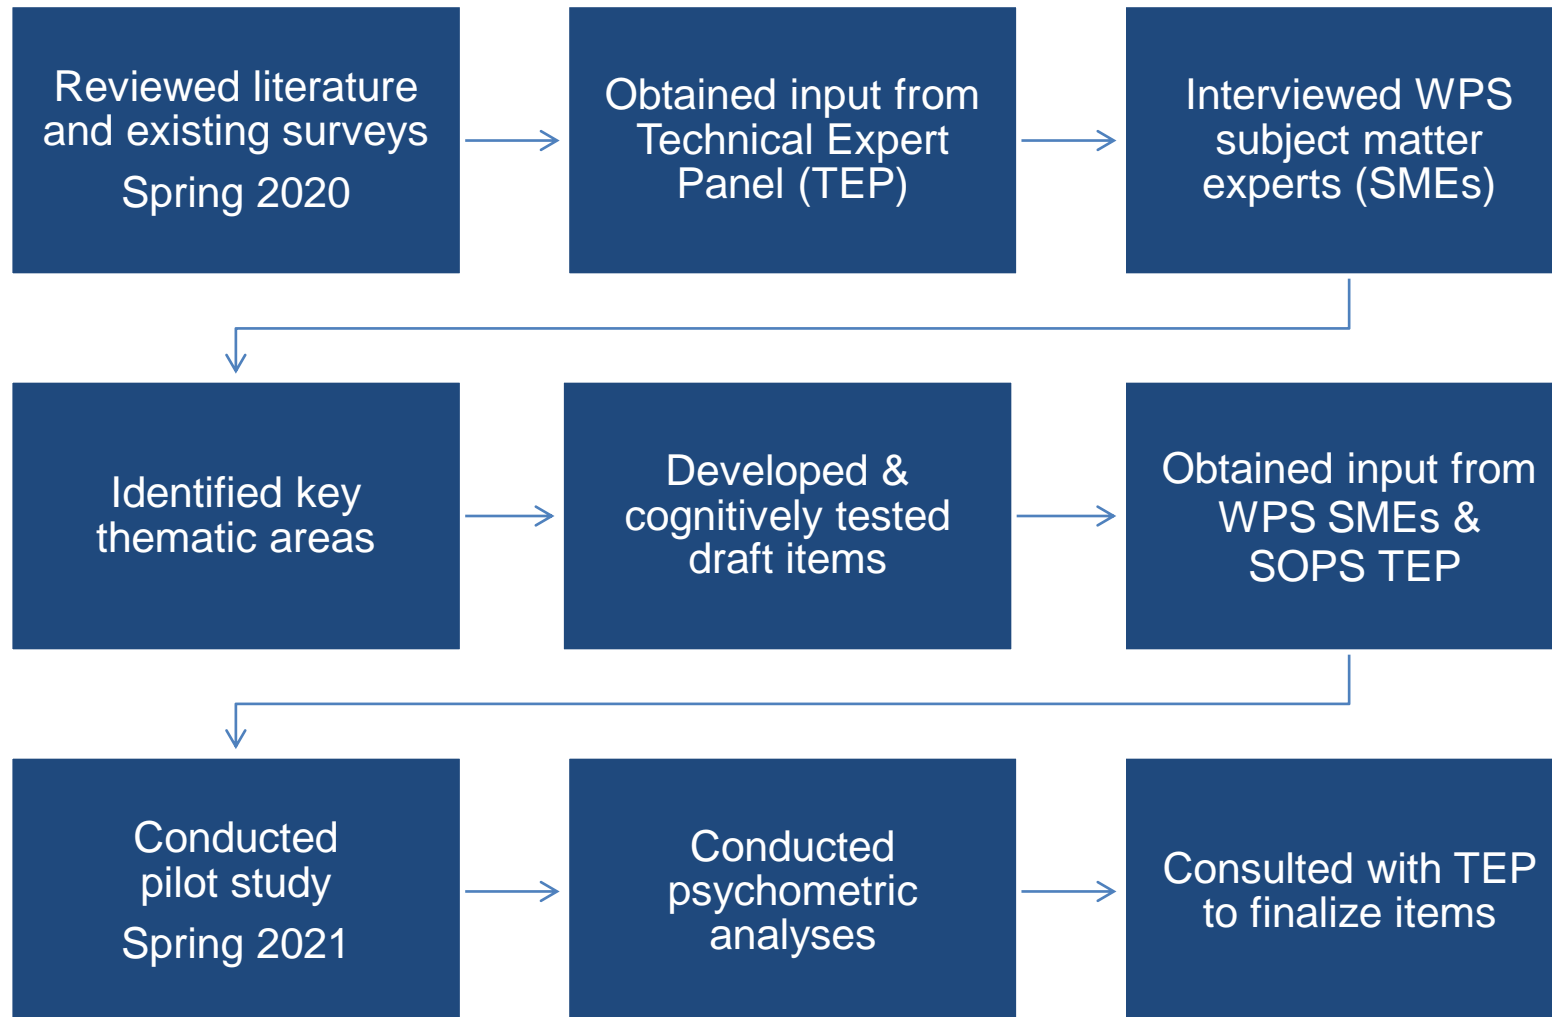 Reviewed literature
and existing surveys
Spring 2020
Obtained input from
Technical Expert
Panel (TEP)
Interviewed WPS
subject matter
experts (SMEs)
Identified key
thematic areas
Developed &
cognitively tested
draft items
Obtained input from
WPS SMEs &
SOPS TEP
Conducted
pilot study
Spring 2021
Conducted
psychometric
analyses
Consulted with TEP
to finalize items